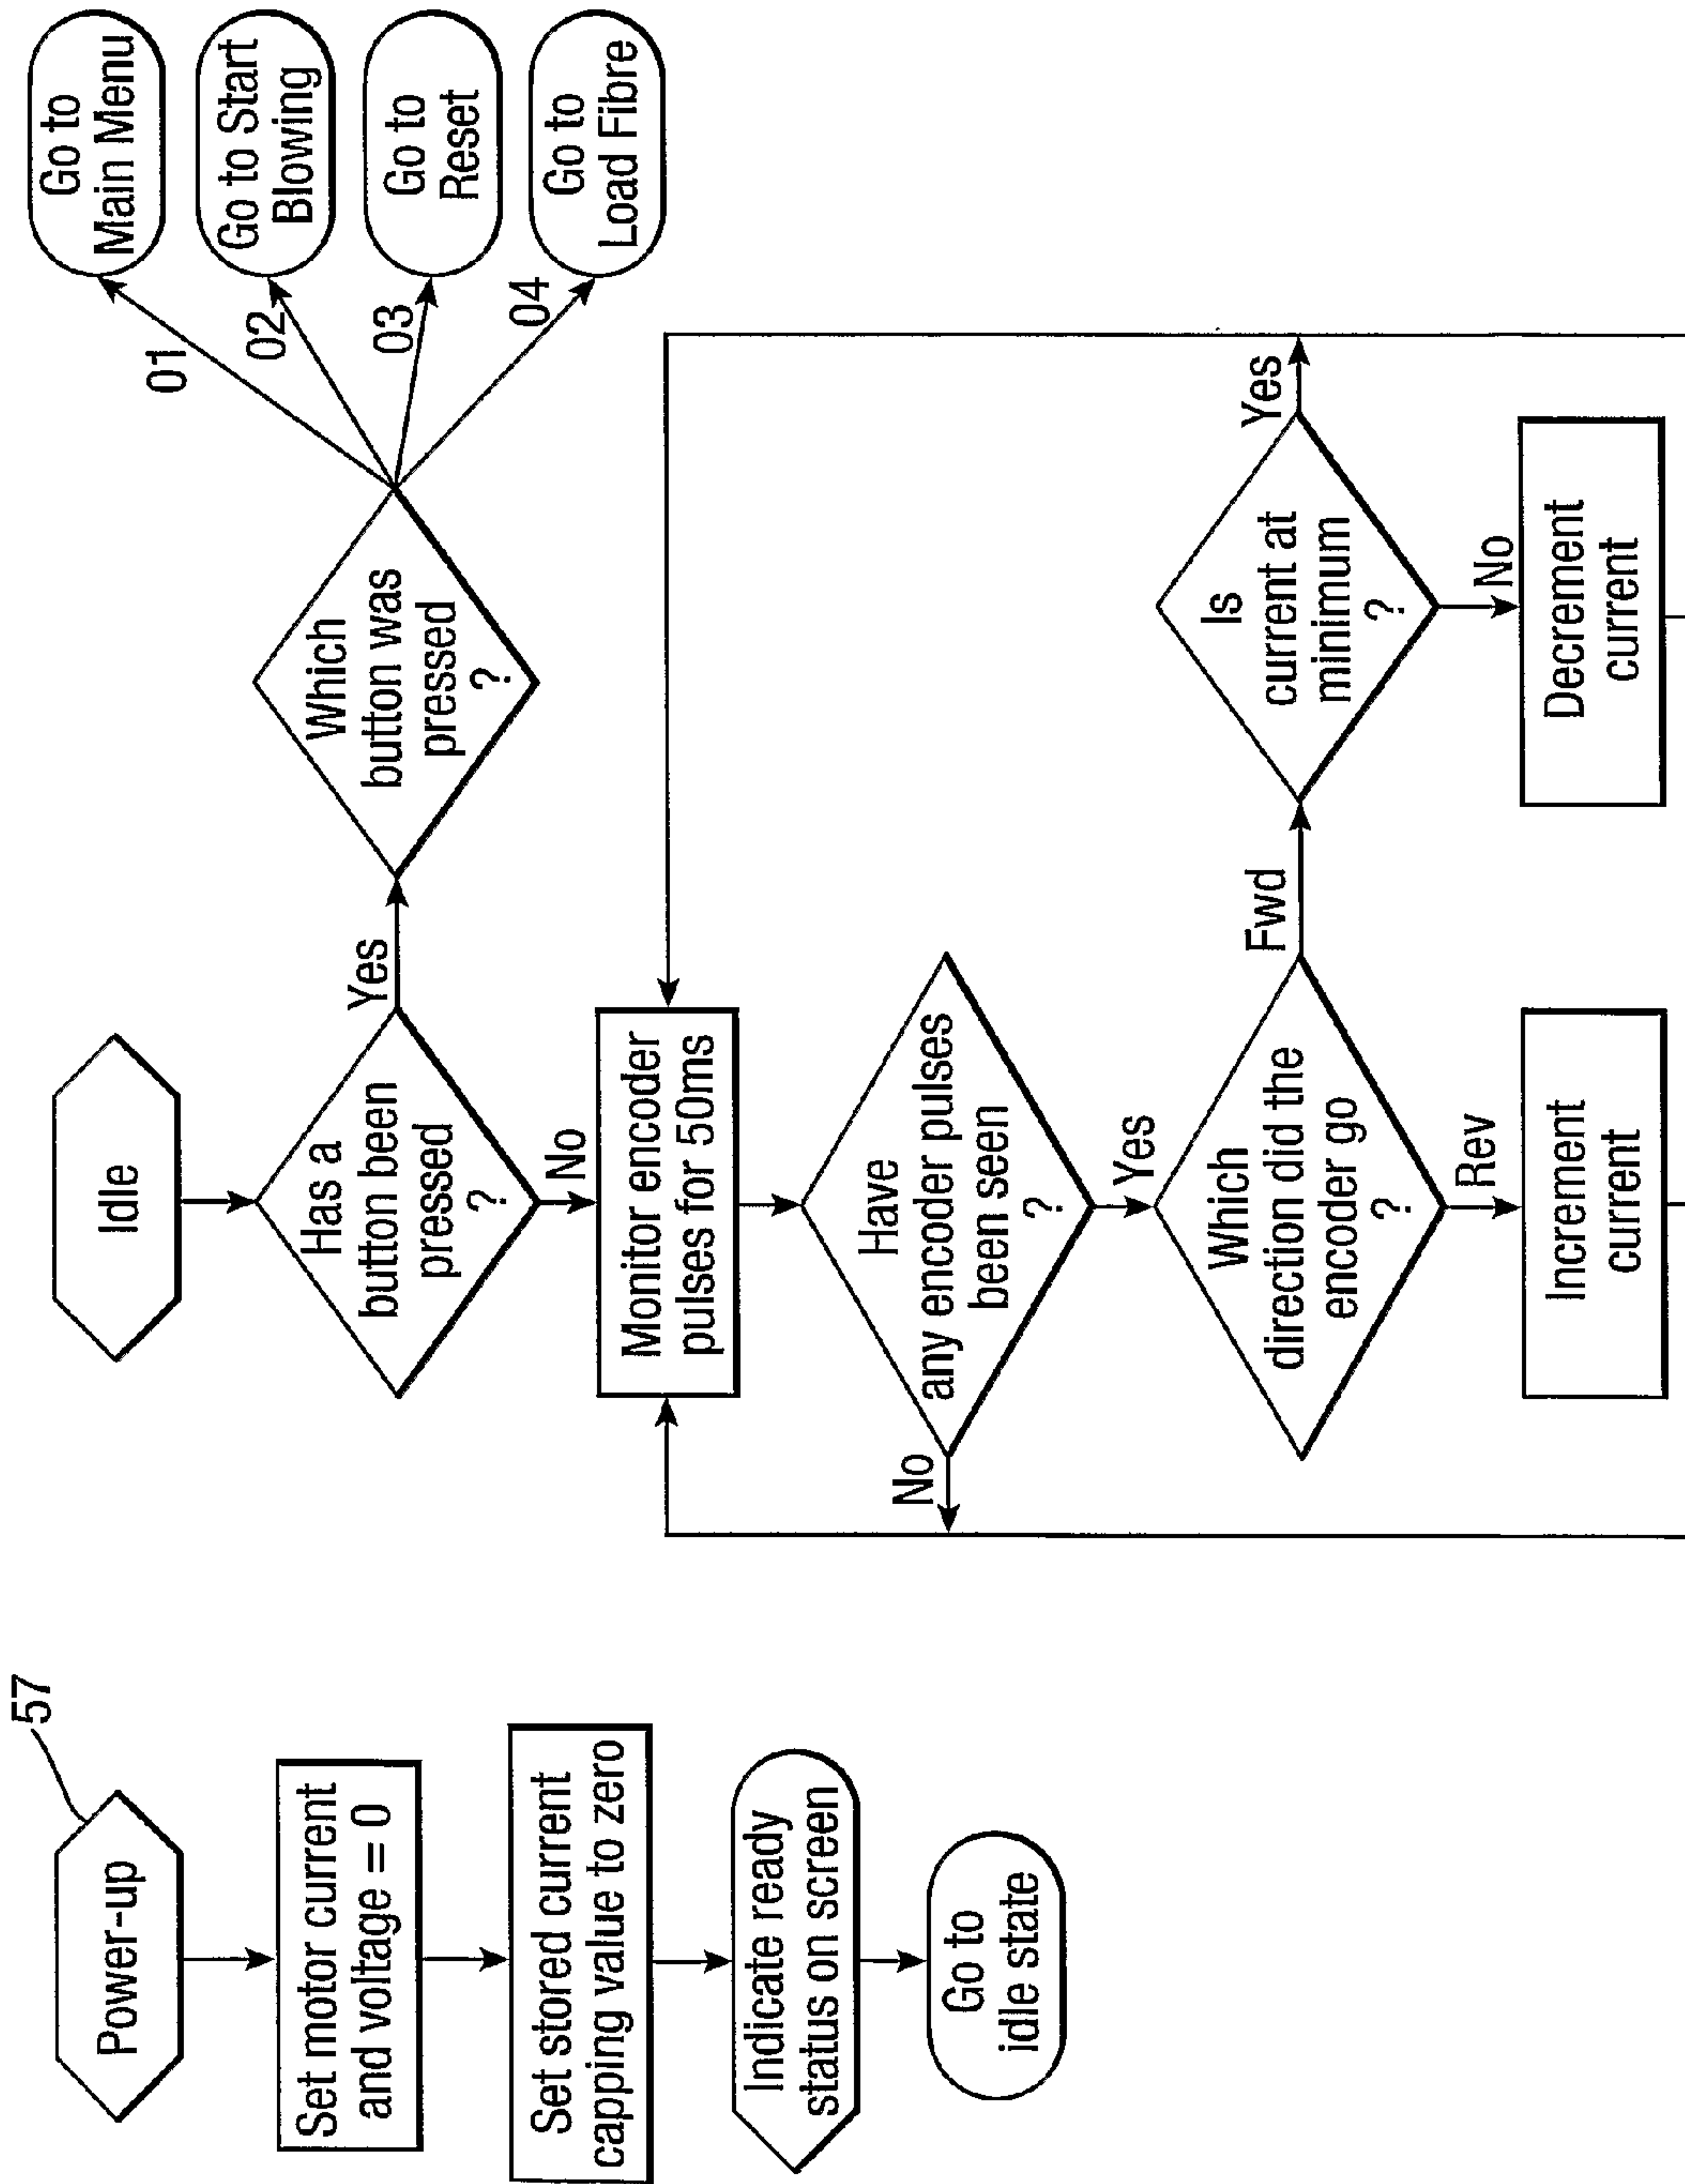 57
Power-up
Set motor current
and voltage = 0
Set stored current
capping value to zero
Indicate ready
status on screen
Go to
idle state
Idle
Has a
button been
pressed
?
Yes
No
Which
button was
pressed
?
01
02
03
04
Go to
Main Menu
Go to Start
Blowing
Go to
Reset
Go to
Load Fibre
Monitor encoder
pulses for 50ms
Have
any encoder pulses
been seen
?
No
Yes
Which
direction did the
encoder go
?
Fwd
Rev
Is
current at
minimum
?
Yes
No
Increment
current
Decrement
current